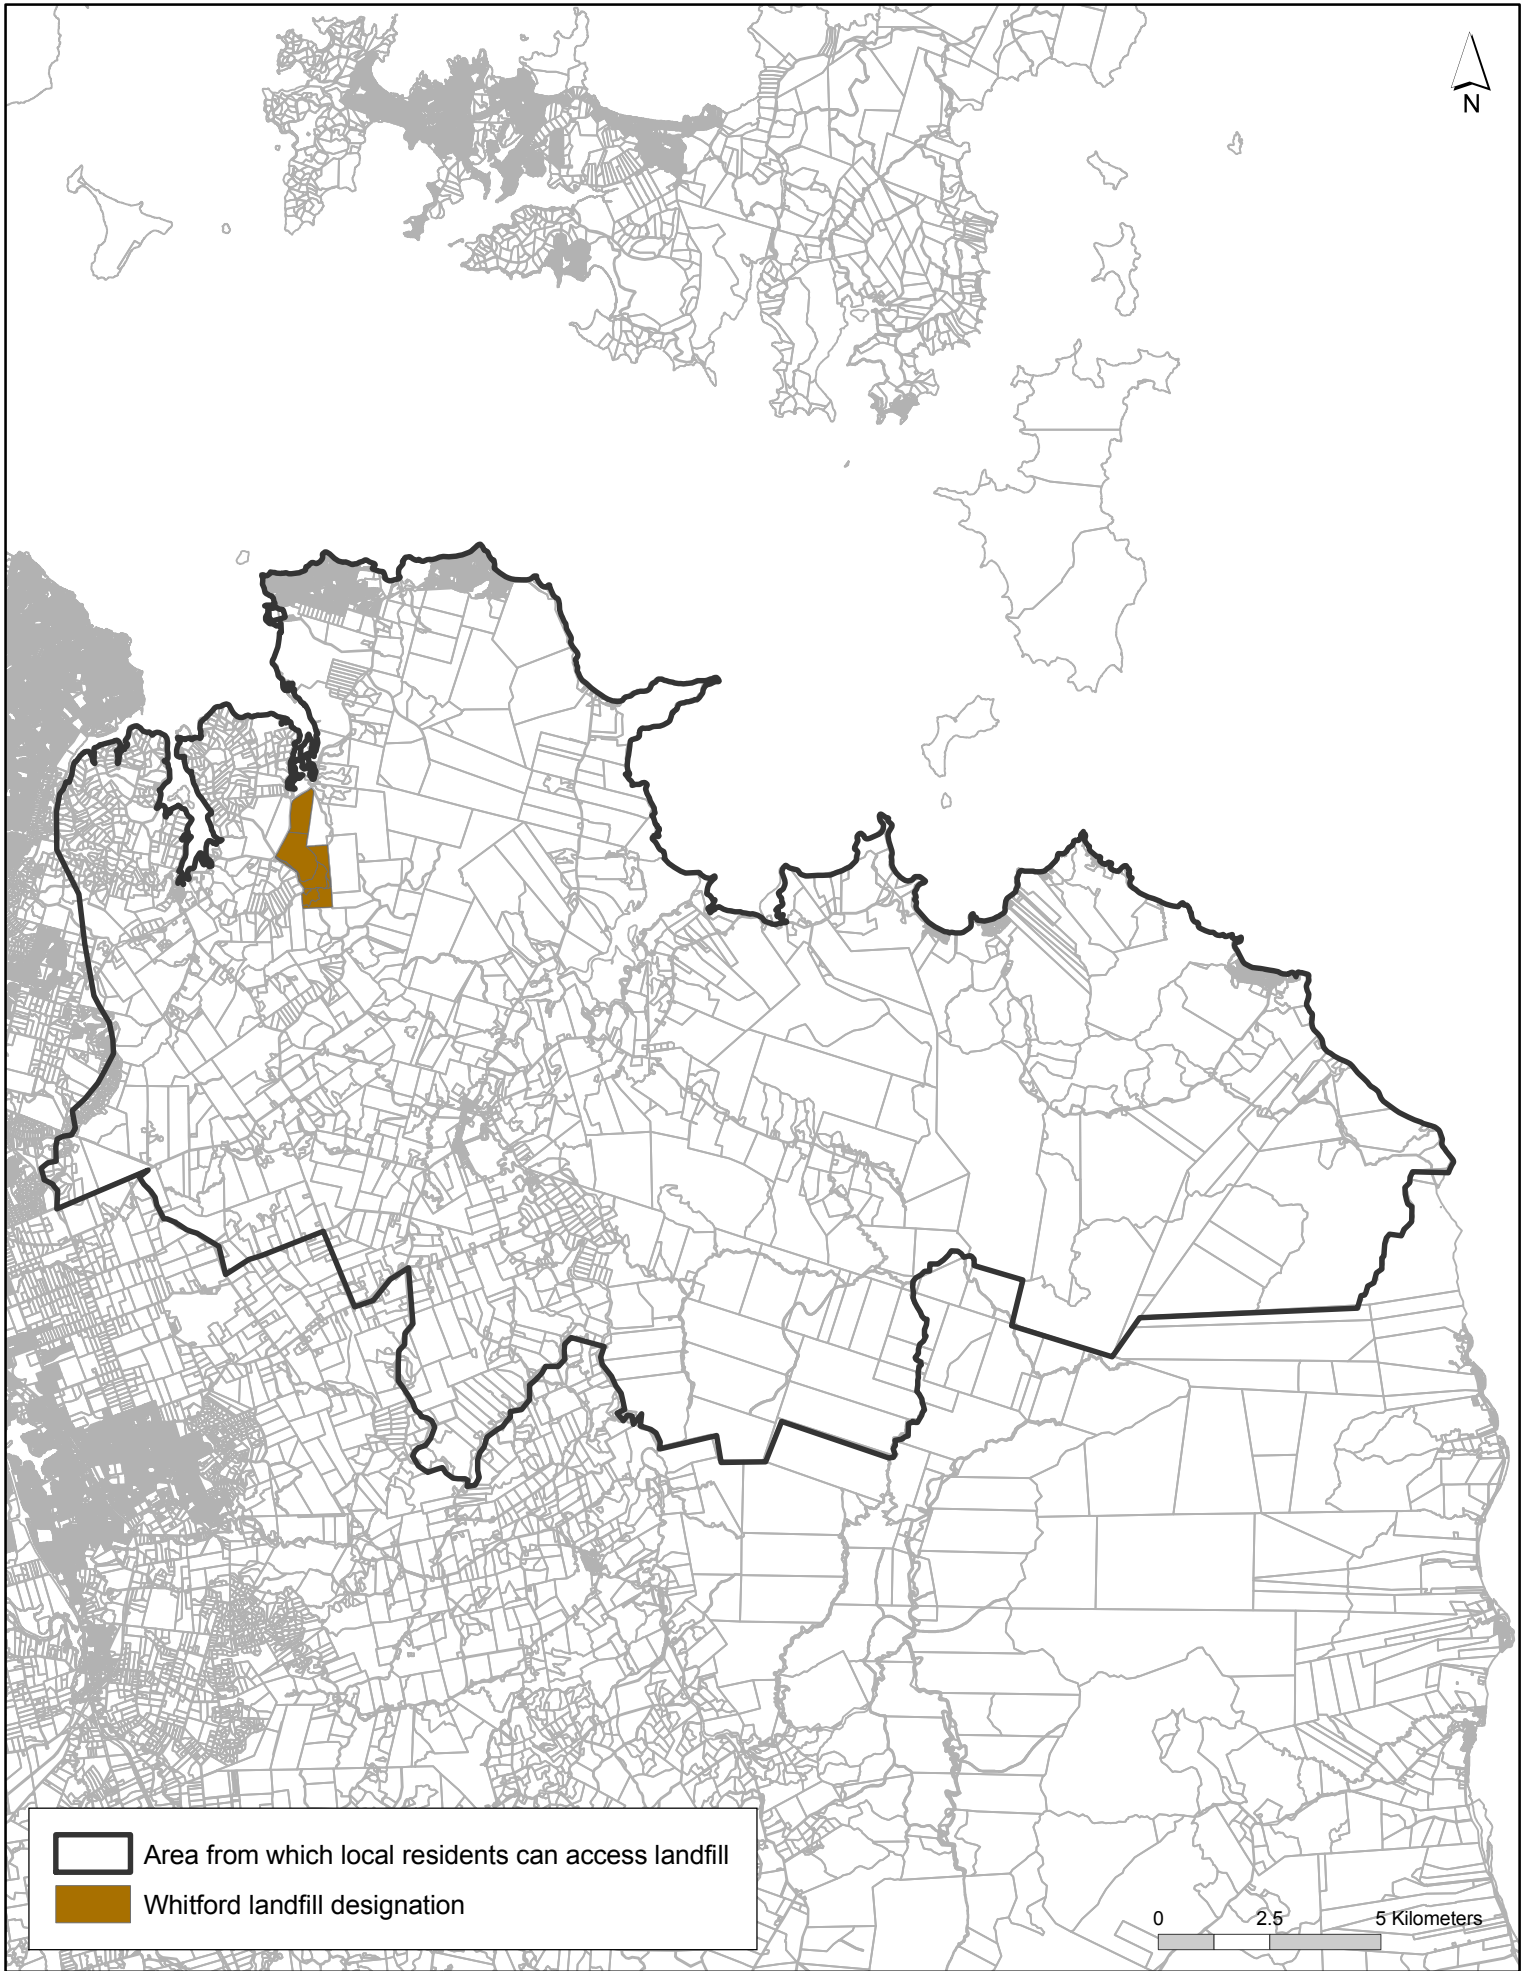 N
Area from which local residents can access landfill
Whitford landfill designation
0 2.5 5 Kilometers